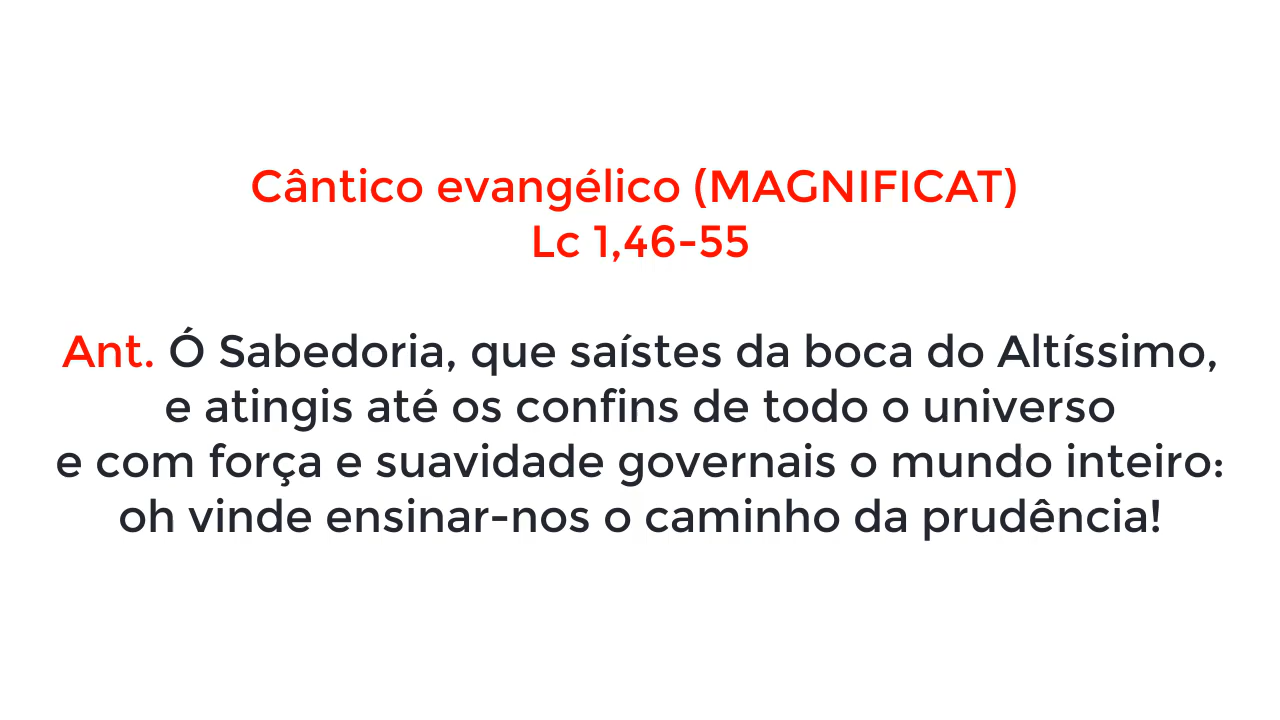 Cântico evangélico (MAGNIFICAT)
Lc 1,46-55
Ant. Ó Sabedoria, que saístes da boca do Altíssimo,
e atingis até os confins de todo o universo
e com força e suavidade governais o mundo inteiro:
oh vinde ensinar-nos o caminho da prudência!